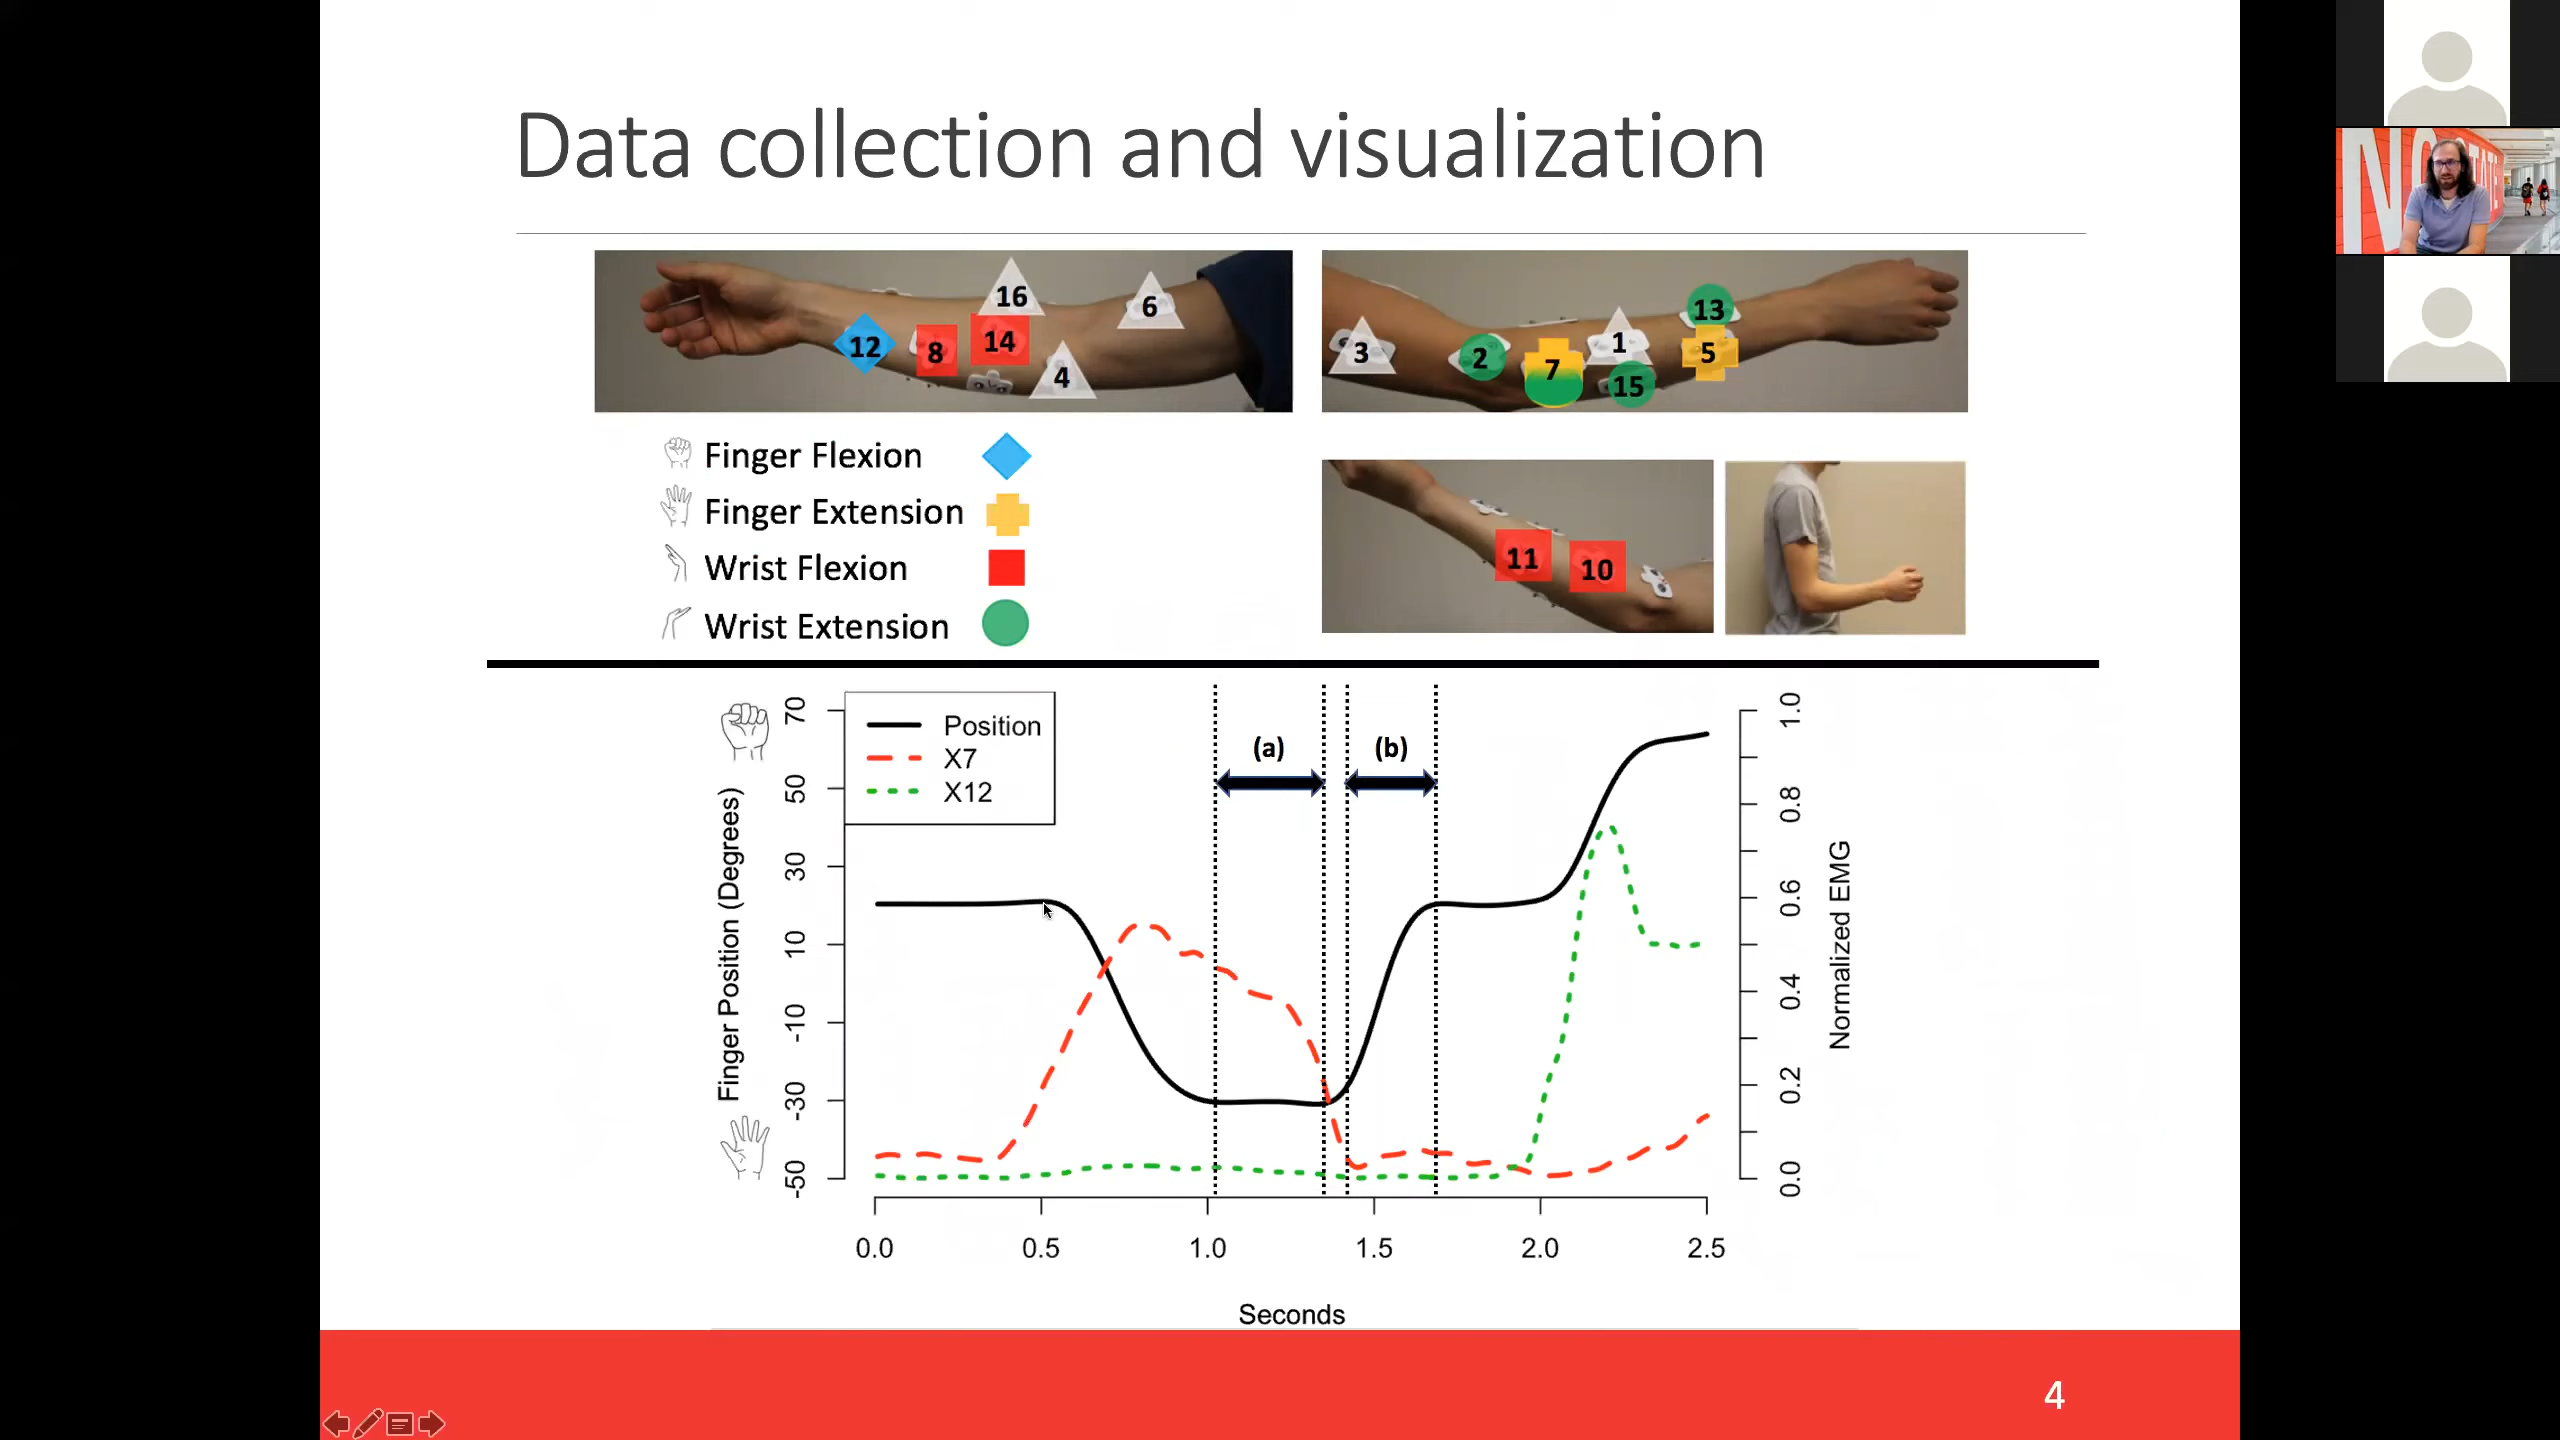 Data collection and visualization
16
6
12
8
14
4
13
3
2
7
1
5
15
Finger Flexion
Finger Extension
Wrist Flexion
Wrist Extension
11
10
Position
X7
X12
(a)
(b)
Finger Position (Degrees)
70
50
30
10
-10
-30
-50
1.0
0.8
0.6
0.4
0.2
0.0
Normalized EMG
0.0 0.5 1.0 1.5 2.0 2.5
Seconds
4